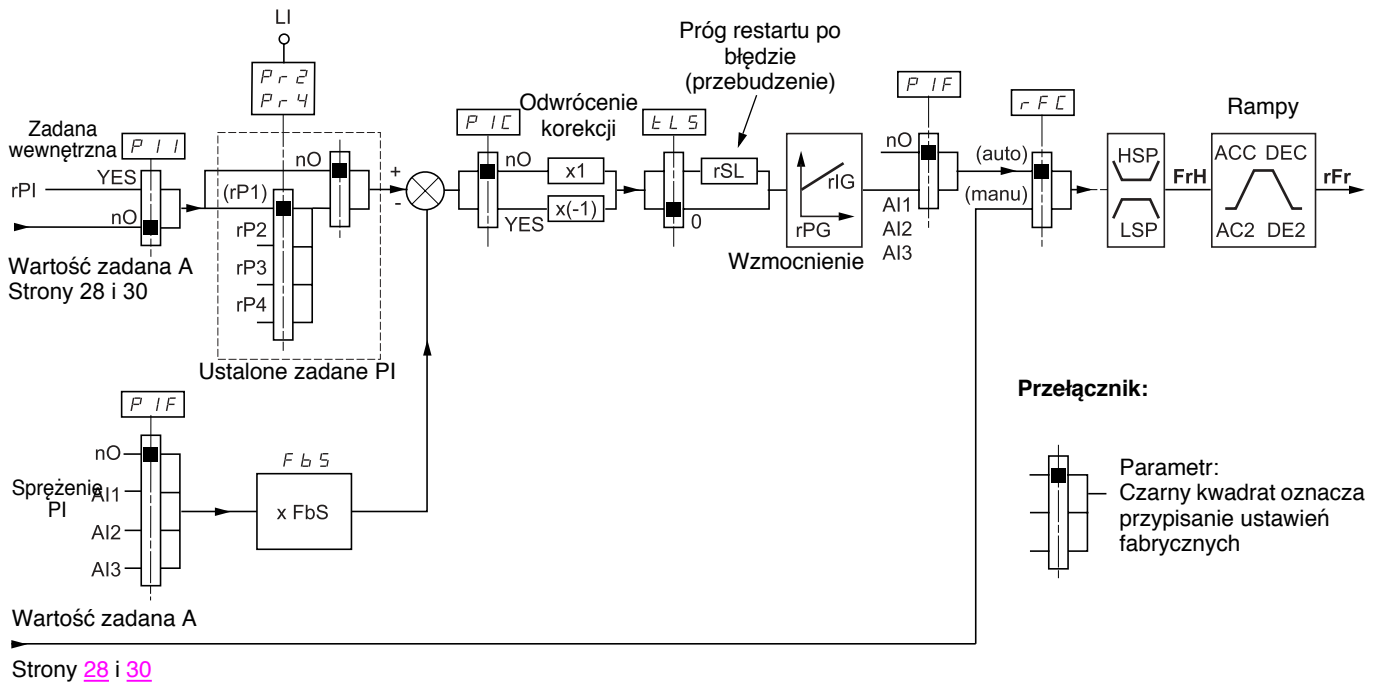 LI
Pr2
Pr4
Próg restartu po
błędzie
(przebudzenie)
PIF
rFC
Rampy
Zadana
wewnętrzna
PII
Odwrócenie
korekcji
PIC
tLS
rPI
YES
nO
nO
(rP1)
rP2
rP3
rP4
+
-
nO
YES
x1
x(-1)
rSL
0
rIG
rPG
Wzmocnienie
nO
AI1
AI2
AI3
(auto)
(manu)
HSP
LSP
FrH
ACC DEC
AC2 DE2
rFr
Wartość zadana A
Strony 28 i 30
Ustalone zadane PI
PIF
nO
AI1
AI2
AI3
Sprężenie
PI
FbS
x FbS
Przełącznik:
Parametr:
Czarny kwadrat oznacza
przypisanie ustawień
fabrycznych
Wartość zadana A
Strony 28 i 30